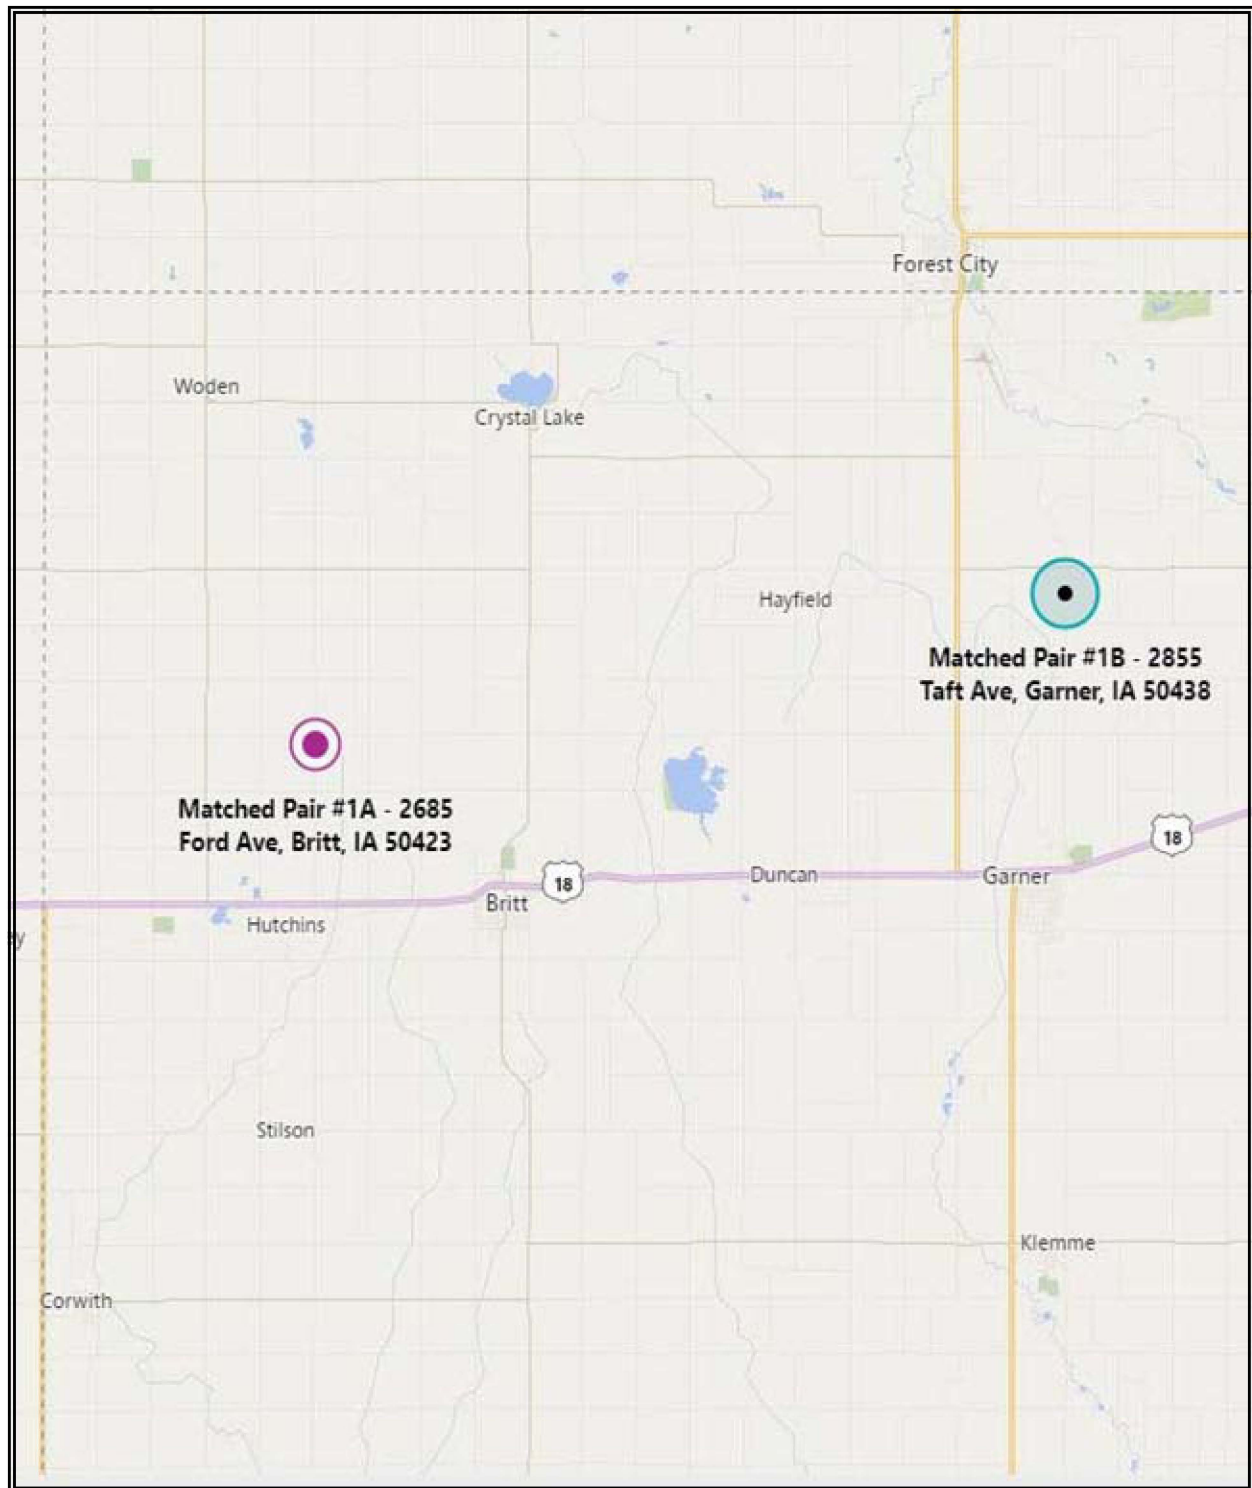 Forest City
Woden
Crystal Lake
Hayfield
Matched Pair #1B - 2855
Taft Ave, Garner, IA 50438
Matched Pair #1A - 2685
Ford Ave, Britt, IA 50423
18
Duncan
Garner
18
Britt
Hutchins
y
Stilson
Klemme
Corwith